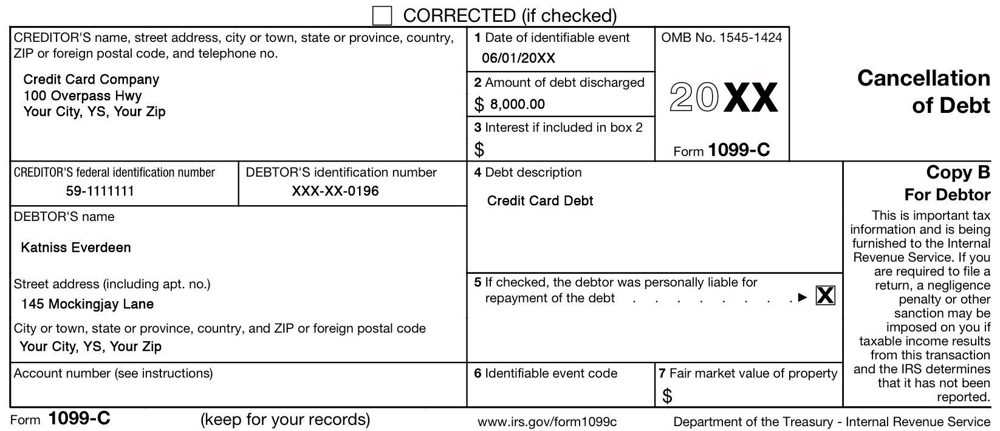 CORRECTED (if checked)
CREDITOR'S name, street address, city or town, state or province, country,
ZIP or foreign postal code, and telephone no.
Credit Card Company
100 Overpass Hwy
Your City, YS, Your Zip
1 Date of identifiable event
06/01/20XX
2 Amount of debt discharged
$ 8,000.00
3 Interest if included in box 2
$
OMB No. 1545-1424
20XX
Form 1099-C
Cancellation
of Debt
CREDITOR'S federal identification number
59-1111111
DEBTOR'S identification number
XXX-XX-0196
DEBTOR'S name
Katniss Everdeen
Street address (including apt. no.)
145 Mockingjay Lane
City or town, state or province, country, and ZIP or foreign postal code
Your City, YS, Your Zip
Account number (see instructions)
4 Debt description
Credit Card Debt
5 If checked, the debtor was personally liable for
repayment of the debt . . . . . . . . ▶ X
6 Identifiable event code
7 Fair market value of property
$
Copy B
For Debtor
This is important tax
information and is being
furnished to the Internal
Revenue Service. If you
are required to file a
return, a negligence
penalty or other
sanction may be
imposed on you if
taxable income results
from this transaction
and the IRS determines
that it has not been
reported.
Form 1099-C
(keep for your records)
www.irs.gov/form1099c
Department of the Treasury - Internal Revenue Service